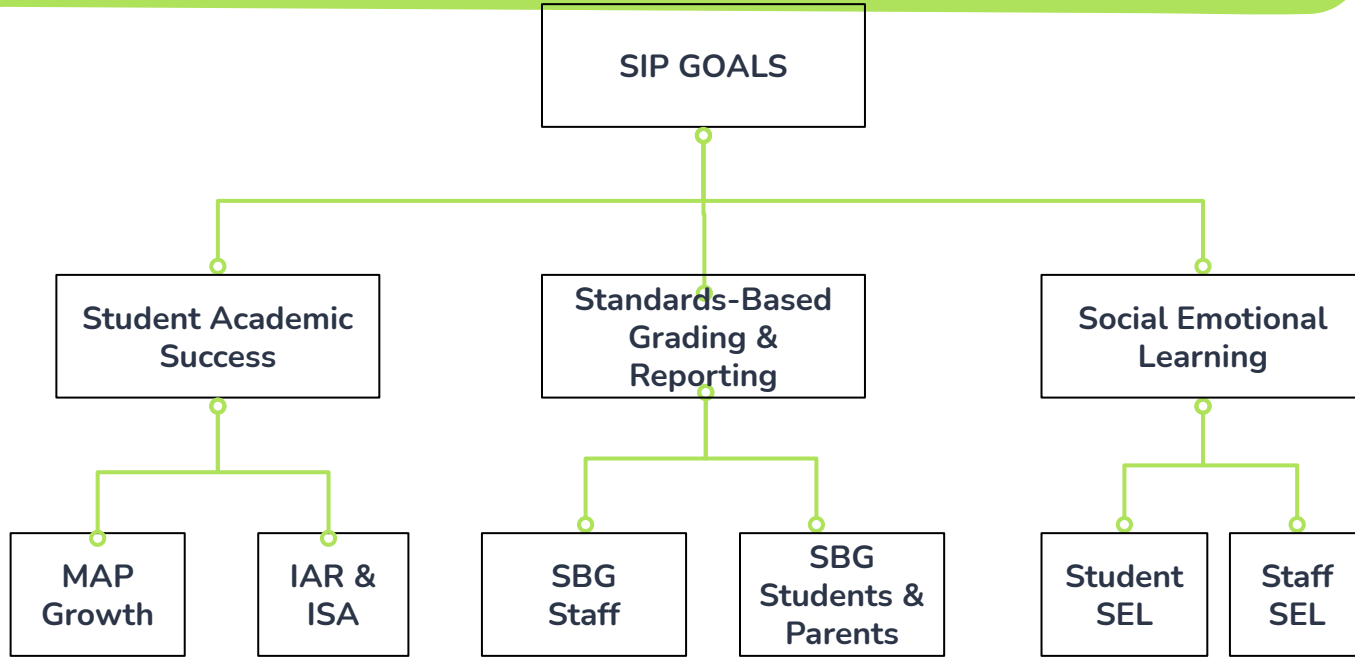 SIP GOALS
Student Academic
Success
Standards-Based
Grading &
Reporting
Social Emotional
Learning
MAP
Growth
IAR &
ISA
SBG
Staff
SBG
Students &
Parents
Student
SEL
Staff
SEL